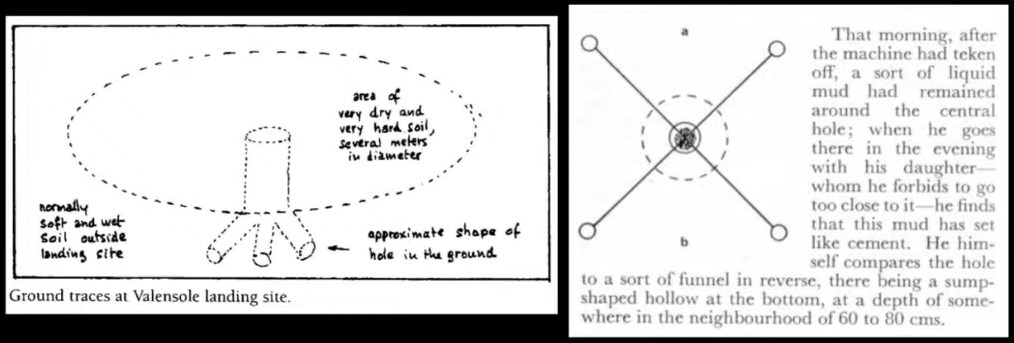 area of
very dry and
very hard soil,
several meters
in diameter
normally
soft and wet
soil outside
landing site
approximate shape of
hole in the ground
Ground traces at Valensole landing site.
a
b
That morning, after
the machine had teken
off, a sort of liquid
mud had remained
around the central
hole; when he goes
there in the evening
with his daughter—
whom he forbids to go
too close to it—he finds
that this mud has set
like cement. He him-
self compares the hole
to a sort of funnel in reverse, there being a sump-
shaped hollow at the bottom, at a depth of some-
where in the neighbourhood of 60 to 80 cms.